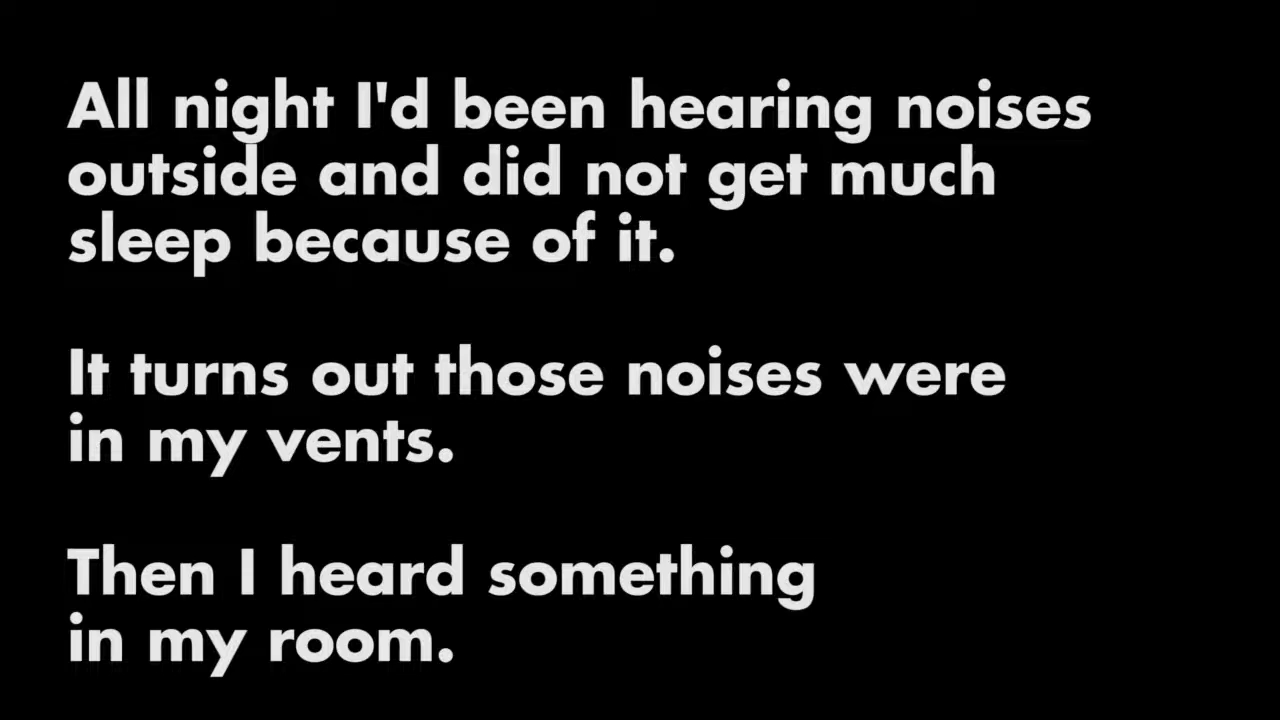 All night I'd been hearing noises
outside and did not get much
sleep because of it.
It turns out those noises were
in my vents.
Then I heard something
in my room.